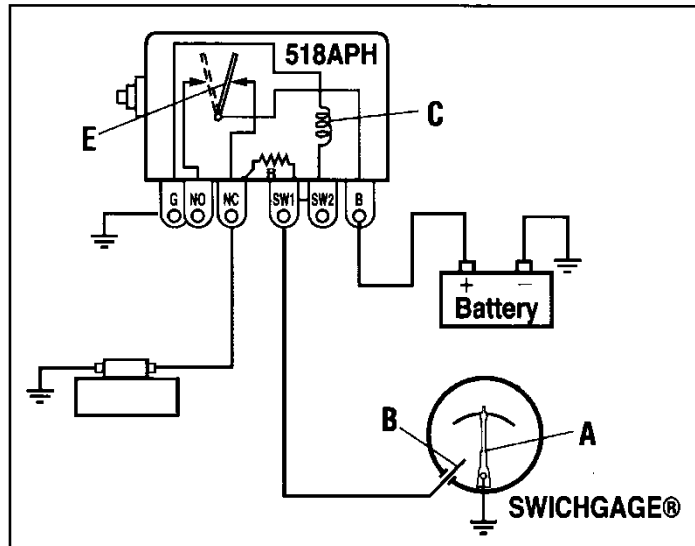 518APH
E
C
R
G NO NC SW1 SW2 B
+ −
Battery
B
A
SWICHGAGE®